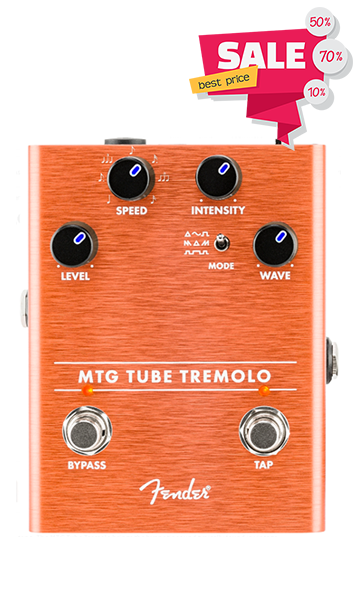 50%
SALE
70%
best price
10%
SPEED
INTENSITY
LEVEL
MODE
WAVE
MTG TUBE TREMOLO
BYPASS
TAP
Fender